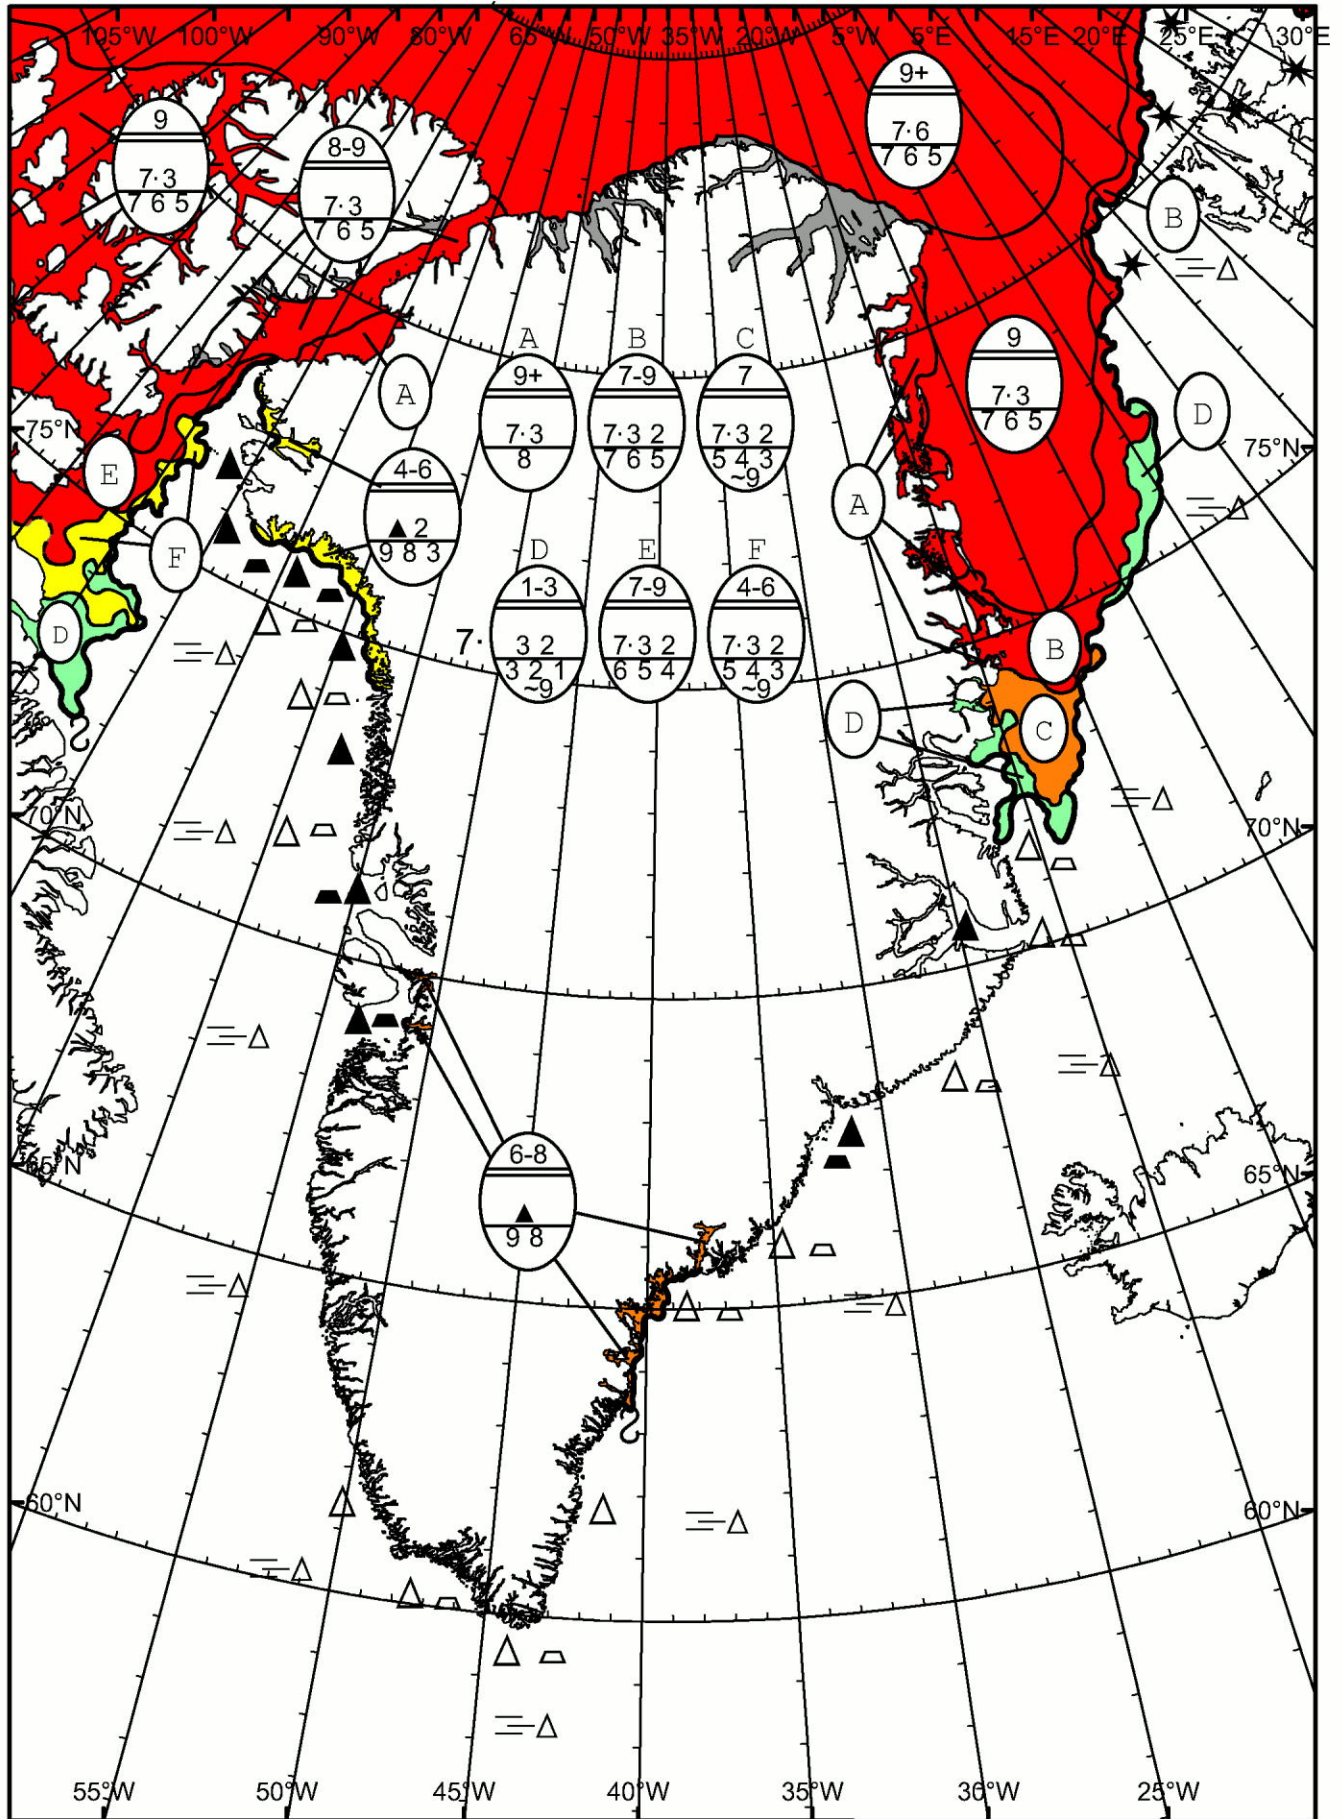 105°W 100°W 90°W 80°W 65°W 50°W 35°W 20°W 5°W 5°E 15°E 20°E 25°E 30°E
9+
7·6
7 6 5
9
7·3
7 6 5
8-9
7·3
7 6 5
B
9
7·3
7 6 5
A
A B C
9+ 7-9 7
7·3 7·3 2 7·3 2
8 7 6 5 5 4 3
~9
D
75°N
75°N
E
4-6
▲ 2
9 8 3
A
F
D E F
1-3 7-9 4-6
7· 3 2 7·3 2 7·3 2
3 2 1 6 5 4 5 4 3
~9 ~9
D
B
D
C
70°N
70°N
6-8
▲
9 8
65°N
65°N
60°N
60°N
55°W 50°W 45°W 40°W 35°W 30°W 25°W